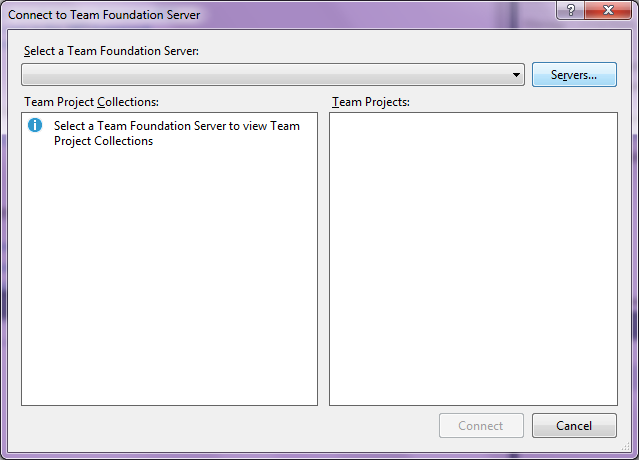 Connect to Team Foundation Server
?
Select a Team Foundation Server:
Servers...
Team Project Collections:
Team Projects:
Select a Team Foundation Server to view Team
Project Collections
Connect
Cancel